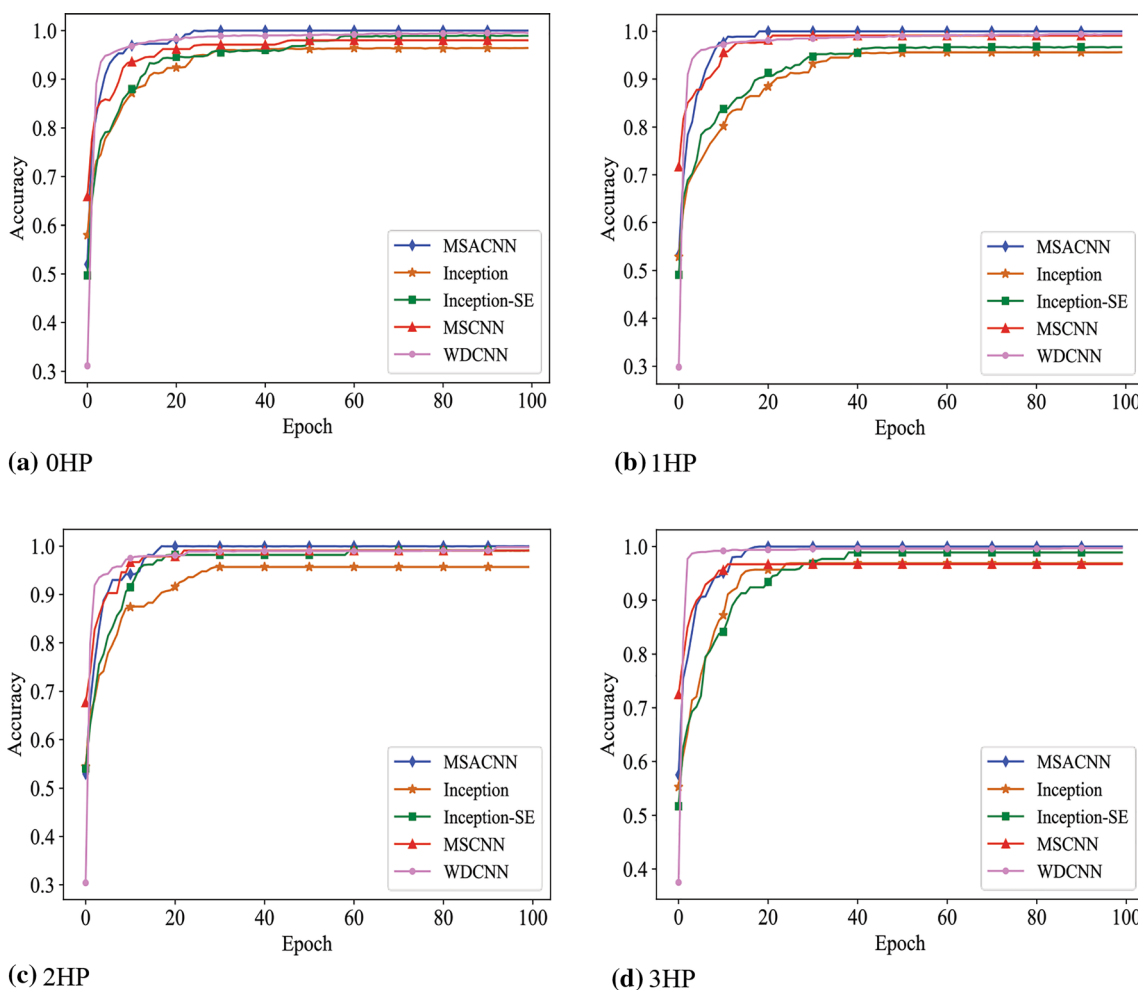 1.0
0.9
0.8
0.7
0.6
0.5
0.4
0.3
Accuracy
MSACNN
Inception
Inception-SE
MSCNN
WDCNN
0 20 40 60 80 100
Epoch
(a) 0HP
1.0
0.9
0.8
0.7
0.6
0.5
0.4
0.3
Accuracy
MSACNN
Inception
Inception-SE
MSCNN
WDCNN
0 20 40 60 80 100
Epoch
(b) 1HP
1.0
0.9
0.8
0.7
0.6
0.5
0.4
0.3
Accuracy
MSACNN
Inception
Inception-SE
MSCNN
WDCNN
0 20 40 60 80 100
Epoch
(c) 2HP
1.0
0.9
0.8
0.7
0.6
0.5
0.4
Accuracy
MSACNN
Inception
Inception-SE
MSCNN
WDCNN
0 20 40 60 80 100
Epoch
(d) 3HP